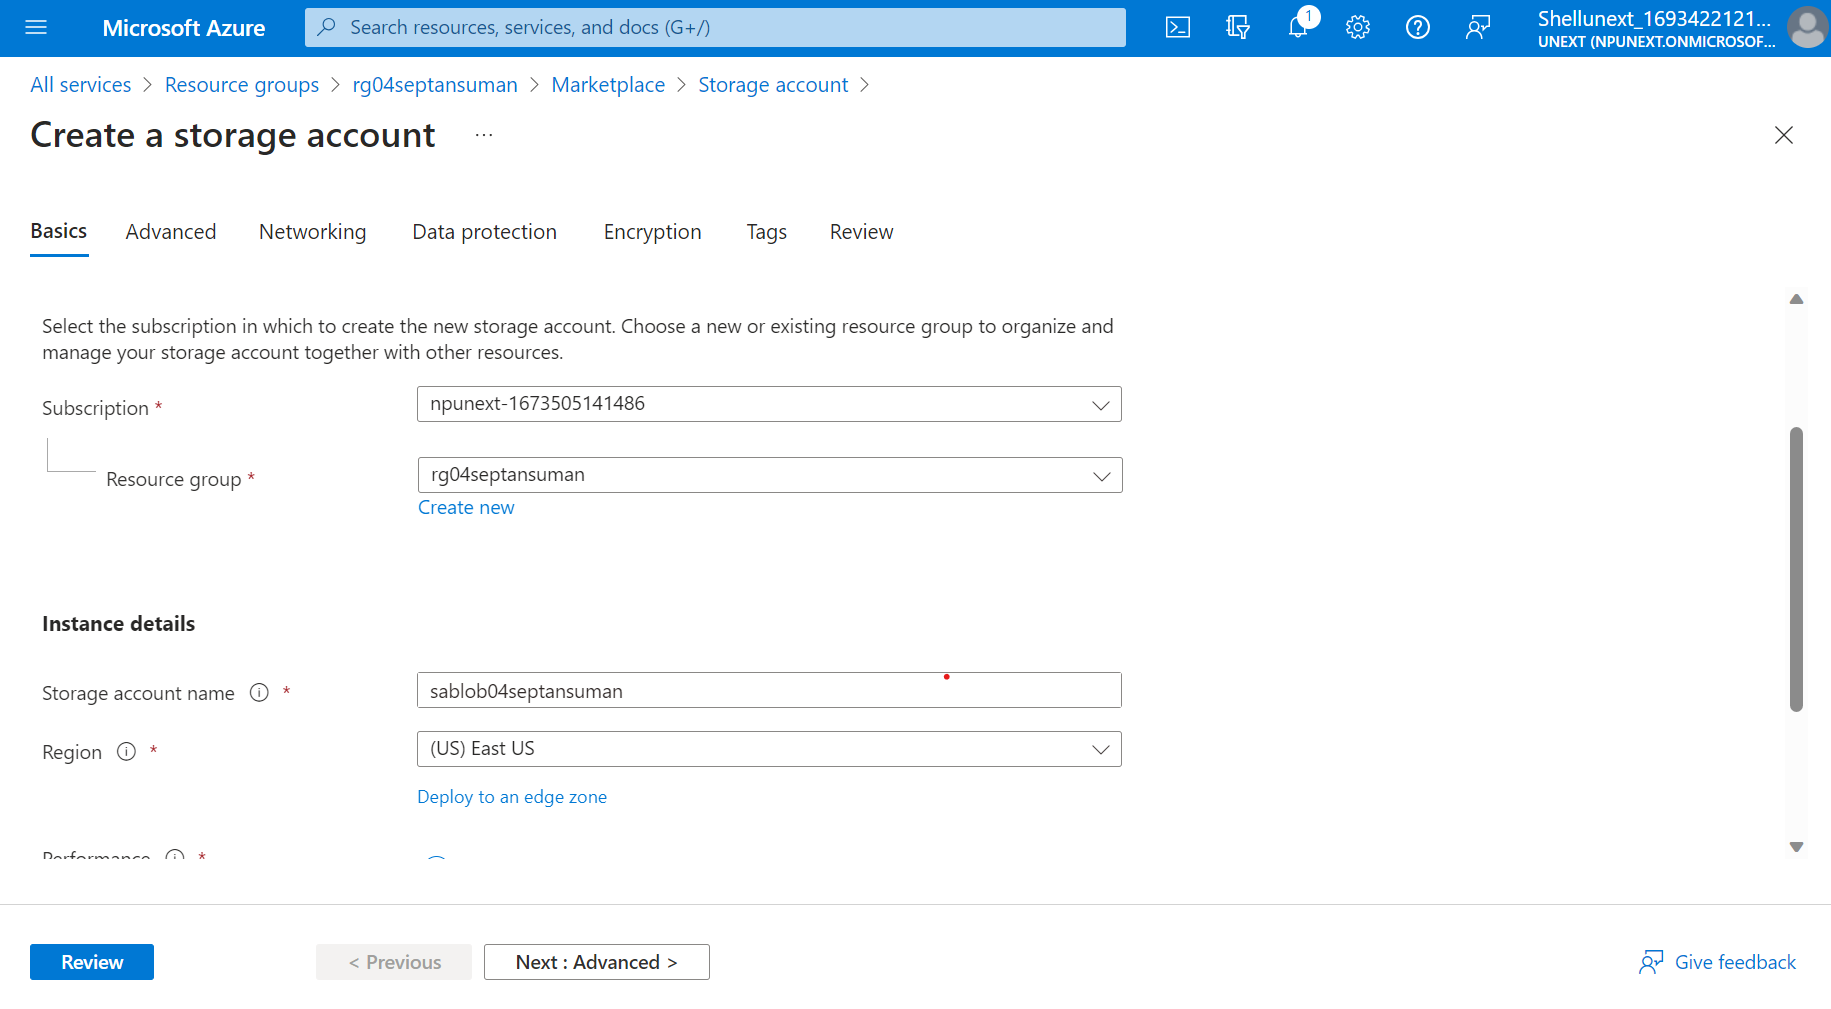 Microsoft Azure
Search resources, services, and docs (G+/)
1
Shellunext_1693422121...
UNEXT (NPUNEXT.ONMICROSOF...
All services > Resource groups > rg04septansuman > Marketplace > Storage account >
Create a storage account ...
Basics Advanced Networking Data protection Encryption Tags Review
Select the subscription in which to create the new storage account. Choose a new or existing resource group to organize and
manage your storage account together with other resources.
Subscription *
npunext-1673505141486
Resource group *
rg04septansuman
Create new
Instance details
Storage account name *
sablob04septansuman
Region *
(US) East US
Deploy to an edge zone
Performance *
Review
< Previous
Next : Advanced >
Give feedback